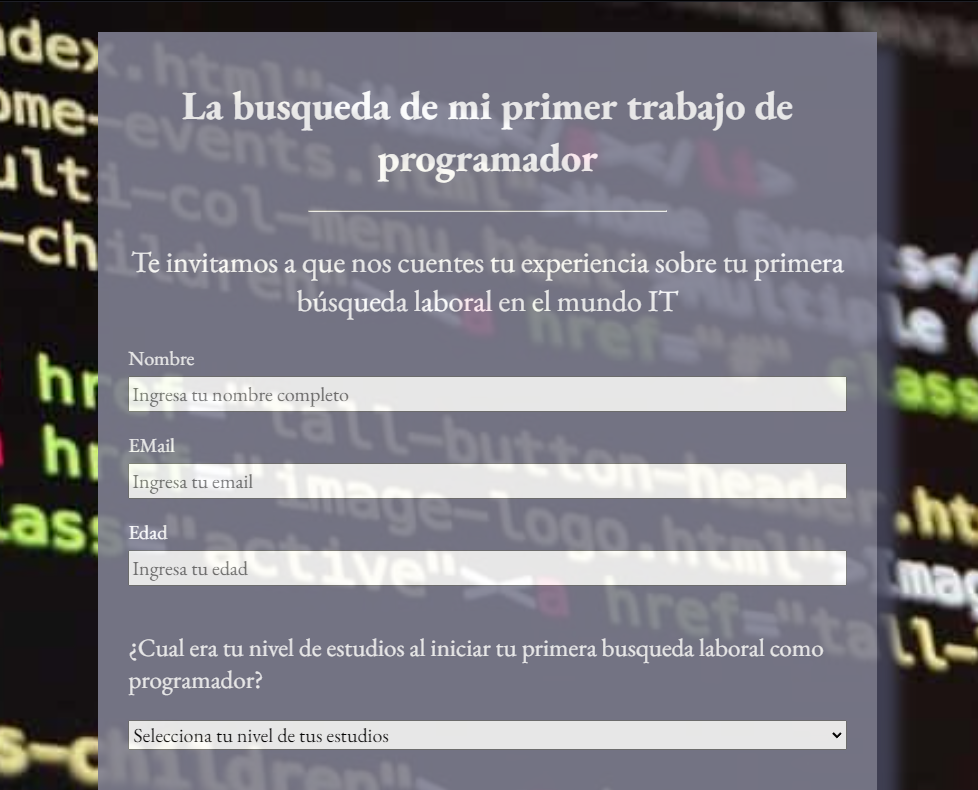 La busqueda de mi primer trabajo de
programador
Te invitamos a que nos cuentes tu experiencia sobre tu primera
búsqueda laboral en el mundo IT
Nombre
Ingresa tu nombre completo
EMail
Ingresa tu email
Edad
Ingresa tu edad
¿Cual era tu nivel de estudios al iniciar tu primera busqueda laboral como
programador?
Selecciona tu nivel de tus estudios